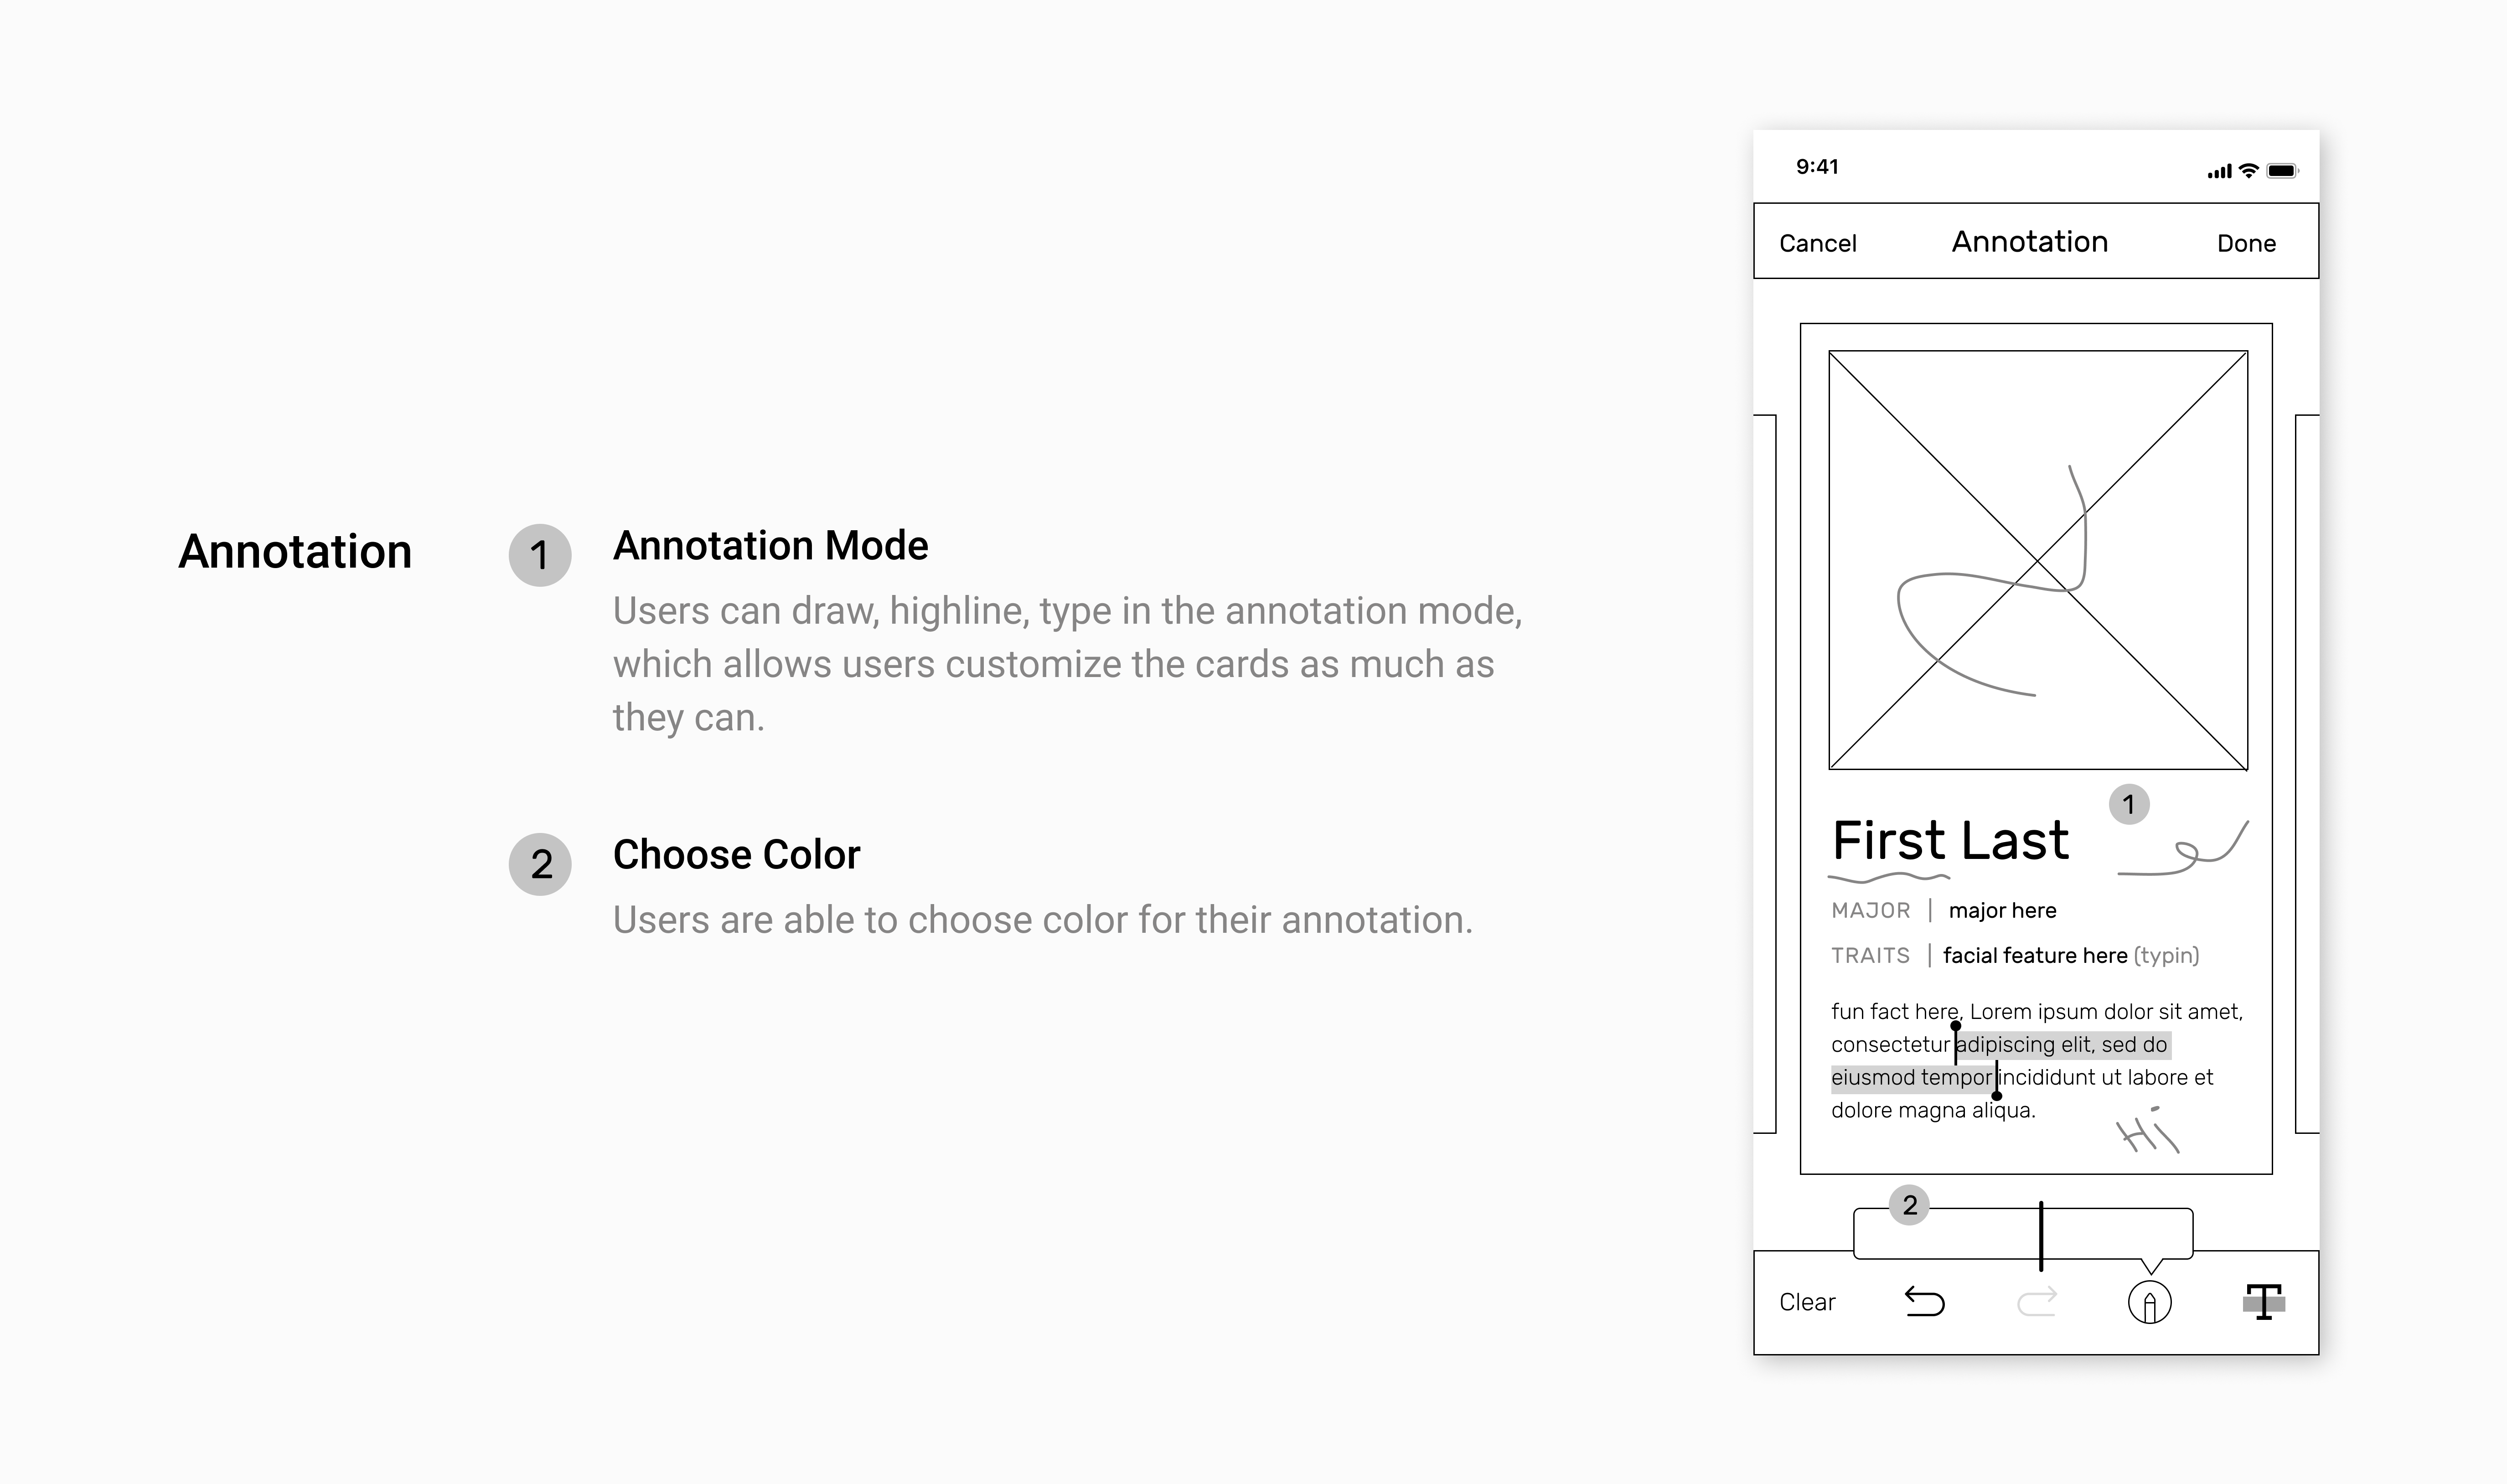 Annotation
1
Annotation Mode
Users can draw, highline, type in the annotation mode,
which allows users customize the cards as much as
they can.
2
Choose Color
Users are able to choose color for their annotation.
9:41
Cancel
Annotation
Done
1
First Last
MAJOR | major here
TRAITS | facial feature here (typin)
fun fact here, Lorem ipsum dolor sit amet,
consectetur adipiscing elit, sed do
eiusmod tempor incididunt ut labore et
dolore magna aliqua.
Hi
2
Clear
T